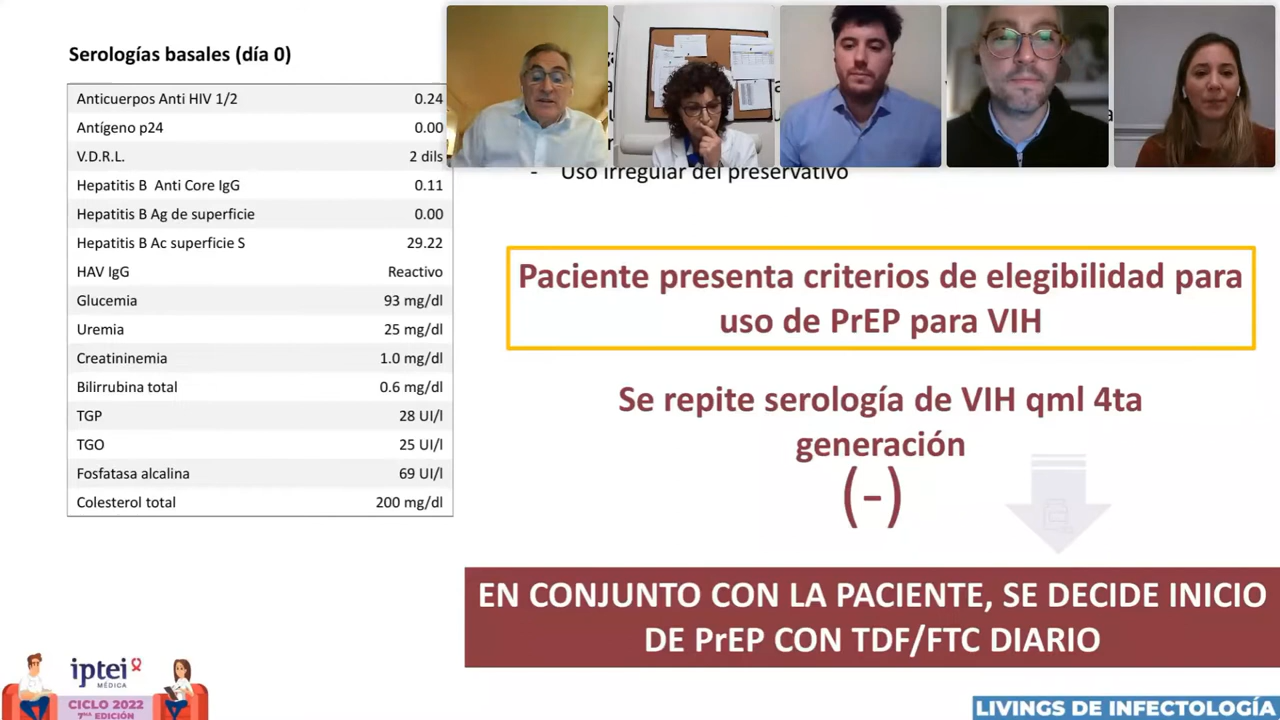 Serologías basales (día 0)
Anticuerpos Anti HIV 1/2 0.24
Antígeno p24 0.00
V.D.R.L. 2 dils
Hepatitis B Anti Core IgG 0.11
Hepatitis B Ag de superficie 0.00
Hepatitis B Ac superficie S 29.22
HAV IgG Reactivo
Glucemia 93 mg/dl
Uremia 25 mg/dl
Creatininemia 1.0 mg/dl
Bilirrubina total 0.6 mg/dl
TGP 28 UI/l
TGO 25 UI/l
Fosfatasa alcalina 69 UI/l
Colesterol total 200 mg/dl
- Uso irregular del preservativo
Paciente presenta criterios de elegibilidad para
uso de PrEP para VIH
Se repite serología de VIH qml 4ta
generación
(-)
EN CONJUNTO CON LA PACIENTE, SE DECIDE INICIO
DE PrEP CON TDF/FTC DIARIO
iptei
MÉDICA
CICLO 2022
7MA EDICIÓN
LIVINGS DE INFECTOLOGÍA